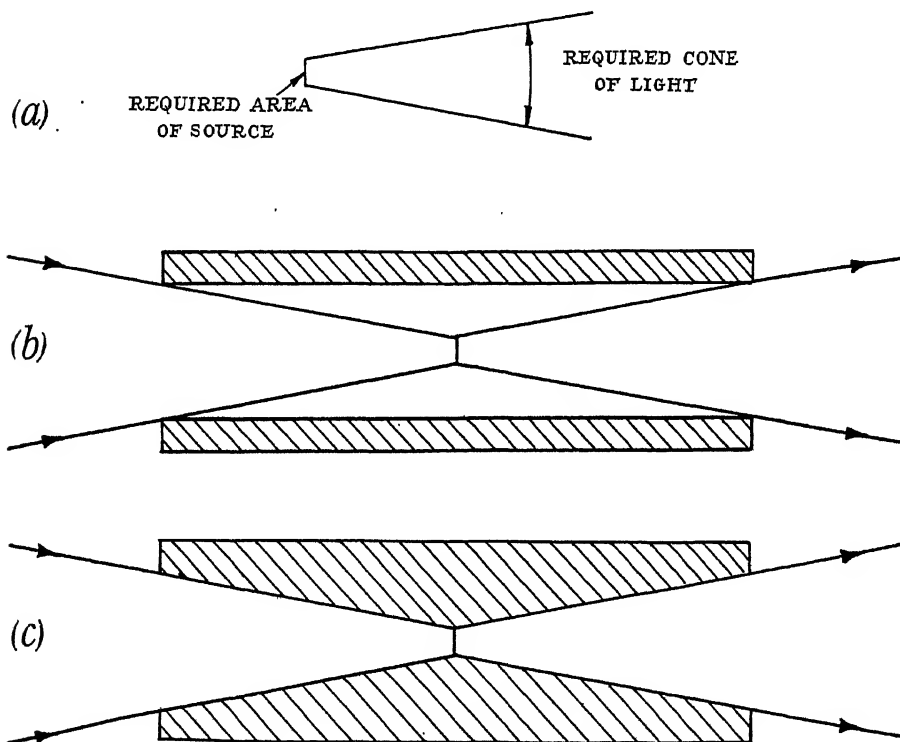 REQUIRED CONE
OF LIGHT
REQUIRED AREA
OF SOURCE
(a)
(b)
(c)